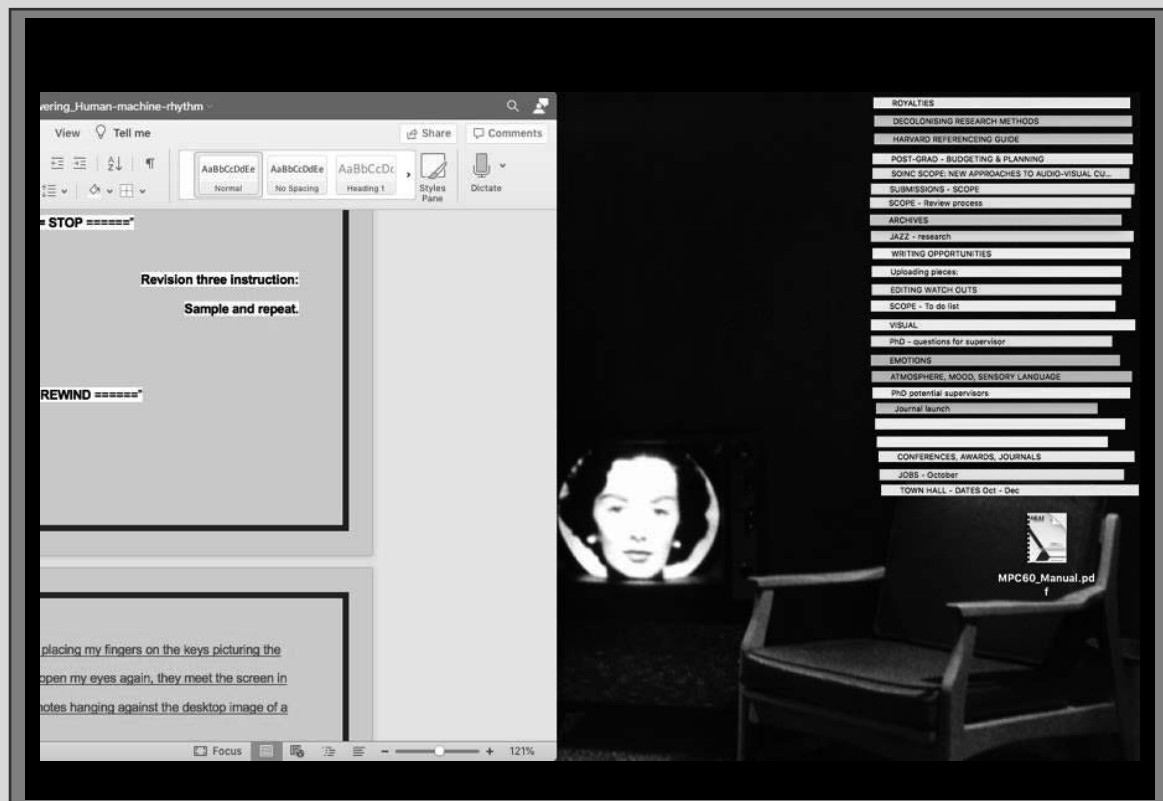 vering_Human-machine-rhythm
View Tell me
Share Comments
AaBbCcDdEe AaBbCcDdEe AaBbCcDc
Normal No Spacing Heading 1 Styles Pane Dictate
= STOP ======"
Revision three instruction:
Sample and repeat.
REWIND ======"
placing my fingers on the keys picturing the
open my eyes again, they meet the screen in
notes hanging against the desktop image of a
Focus 121%
ROYALTIES
DECOLONISING RESEARCH METHODS
HARVARD REFERENCEING GUIDE
POST-GRAD - BUDGETING & PLANNING
SOINC SCOPE: NEW APPROACHES TO AUDIO-VISUAL CU...
SUBMISSIONS - SCOPE
SCOPE - Review process
ARCHIVES
JAZZ - research
WRITING OPPORTUNITIES
Uploading pieces:
EDITING WATCH OUTS
SCOPE - To do list
VISUAL
PhD - questions for supervisor
EMOTIONS
ATMOSPHERE, MOOD, SENSORY LANGUAGE
PhD potential supervisors
Journal launch
CONFERENCES, AWARDS, JOURNALS
JOBS - October
TOWN HALL - DATES Oct - Dec
MPC60_Manual.pd
f